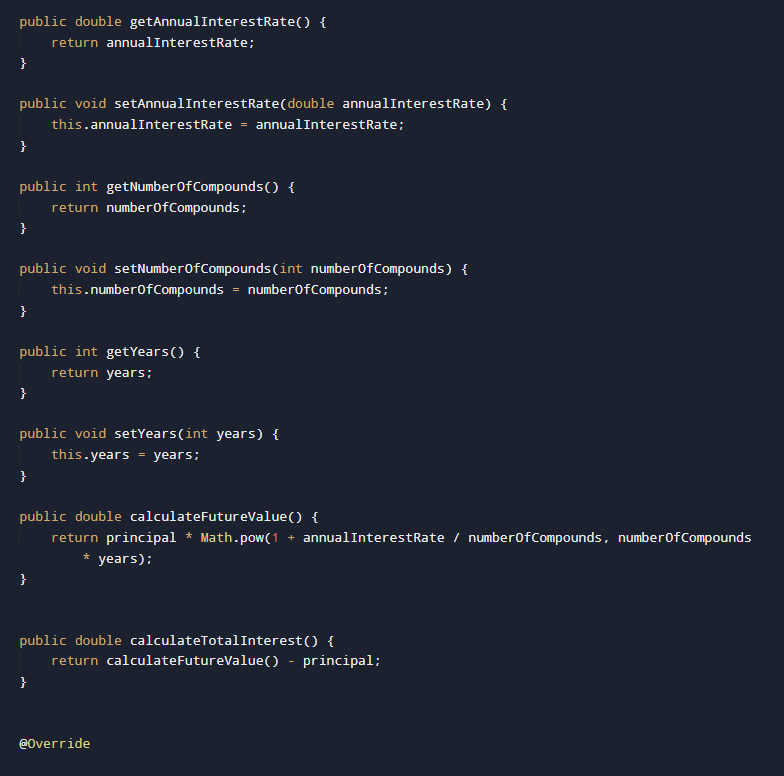 public double getAnnualInterestRate() {
    return annualInterestRate;
}
public void setAnnualInterestRate(double annualInterestRate) {
    this.annualInterestRate = annualInterestRate;
}
public int getNumberOfCompounds() {
    return numberOfCompounds;
}
public void setNumberOfCompounds(int numberOfCompounds) {
    this.numberOfCompounds = numberOfCompounds;
}
public int getYears() {
    return years;
}
public void setYears(int years) {
    this.years = years;
}
public double calculateFutureValue() {
    return principal * Math.pow(1 + annualInterestRate / numberOfCompounds, numberOfCompounds
        * years);
}
public double calculateTotalInterest() {
    return calculateFutureValue() - principal;
}
@Override